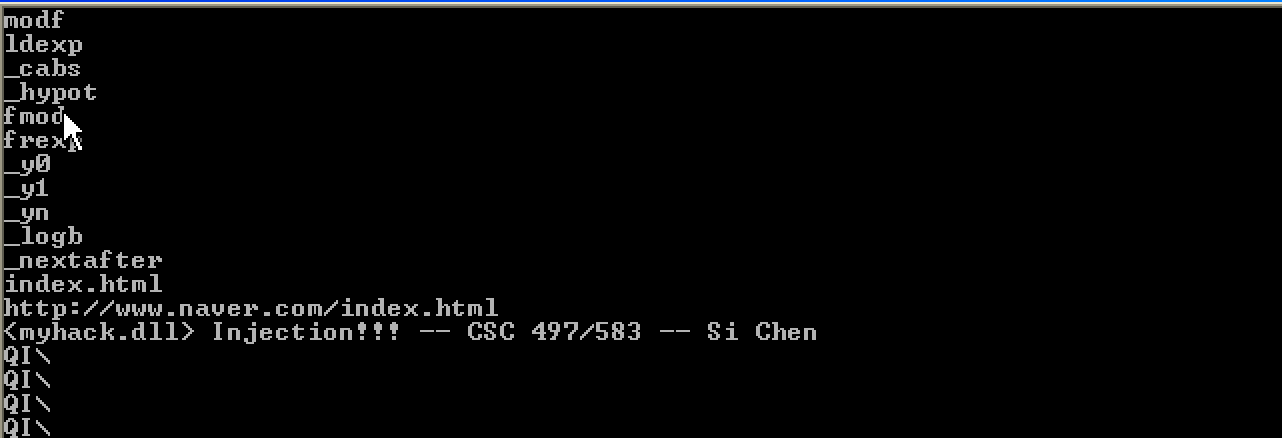 modf
ldexp
_cabs
_hypot
fmod
frexp
_y0
_y1
_yn
_logb
_nextafter
index.html
http://www.naver.com/index.html
<myhack.dll> Injection!!! -- CSC 497/583 -- Si Chen
QI\
QI\
QI\
QI\